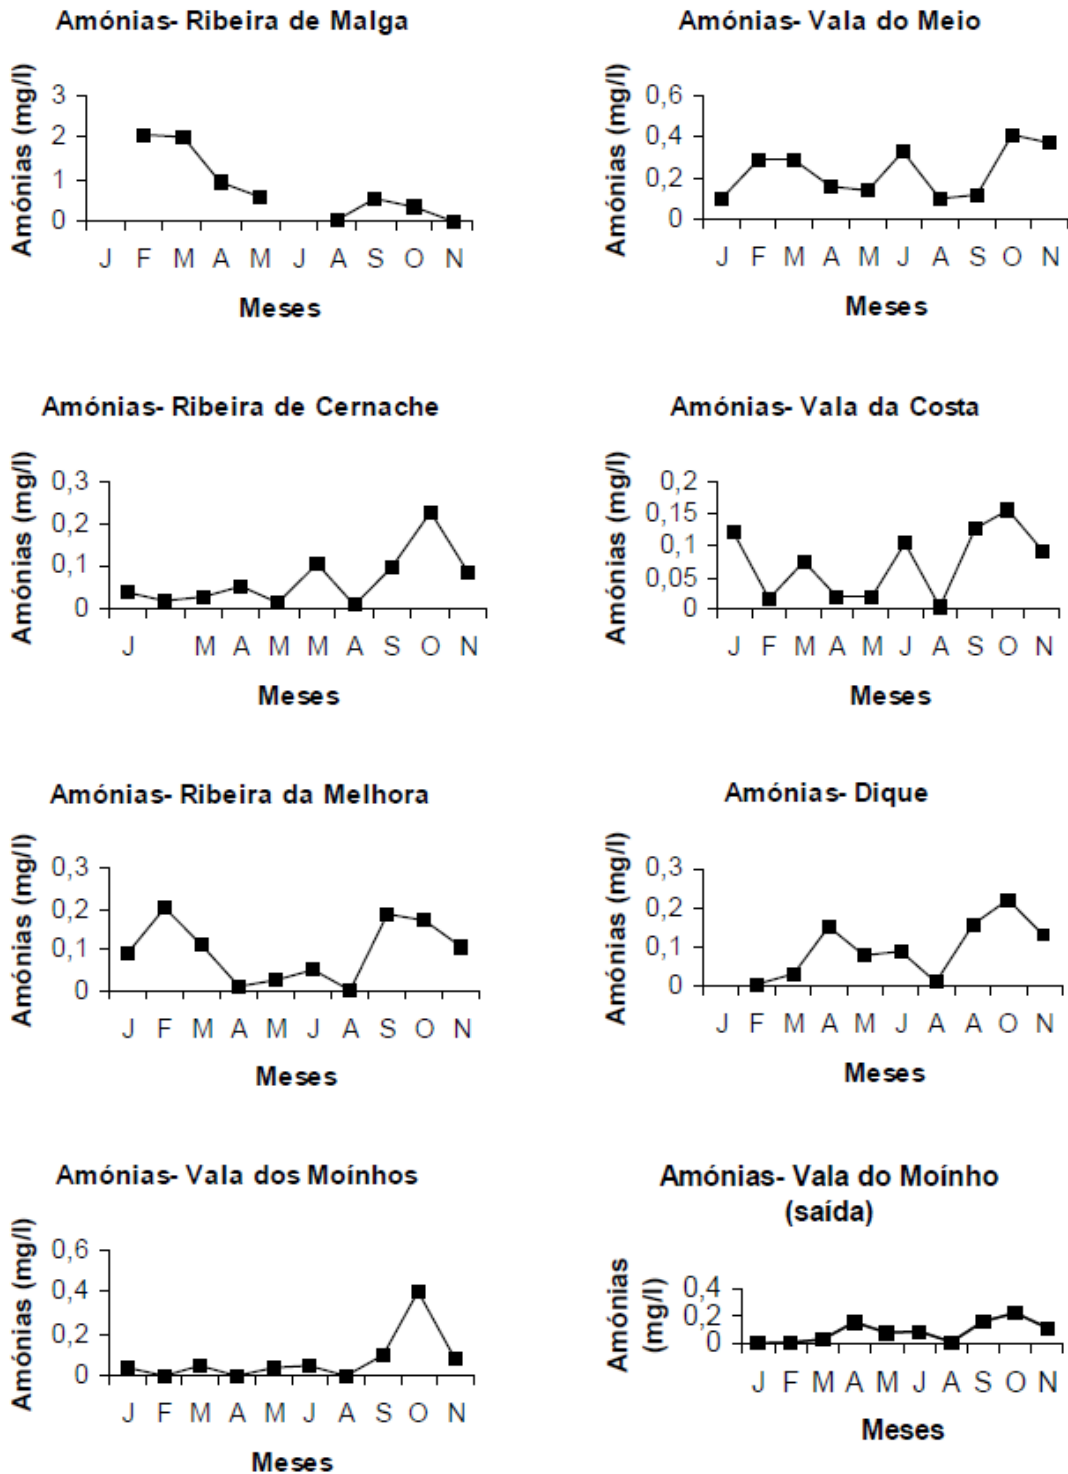 Amónias- Ribeira de Malga
Amónias (mg/l)
3
2
1
0
J F M A M J A S O N
Meses
Amónias- Vala do Meio
Amónias (mg/l)
0,6
0,4
0,2
0
J F M A M J A S O N
Meses
Amónias- Ribeira de Cernache
Amónias (mg/l)
0,3
0,2
0,1
0
J M A M M A S O N
Meses
Amónias- Vala da Costa
Amónias (mg/l)
0,2
0,15
0,1
0,05
0
J F M A M J A S O N
Meses
Amónias- Ribeira da Melhora
Amónias (mg/l)
0,3
0,2
0,1
0
J F M A M J A S O N
Meses
Amónias- Dique
Amónias (mg/l)
0,3
0,2
0,1
0
J F M A M J A A O N
Meses
Amónias- Vala dos Moínhos
Amónias (mg/l)
0,6
0,4
0,2
0
J F M A M J A S O N
Meses
Amónias- Vala do Moínho
(saída)
Amónias
(mg/l)
0,4
0,2
0
J F M A M J A S O N
Meses